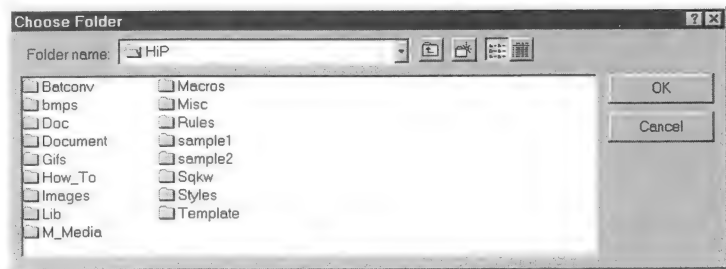 Choose Folder
Folder name: HiP
OK
Cancel
Batconv
bmps
Doc
Document
Gifs
How_To
Images
Lib
M_Media
Macros
Misc
Rules
sample1
sample2
Sqkw
Styles
Template